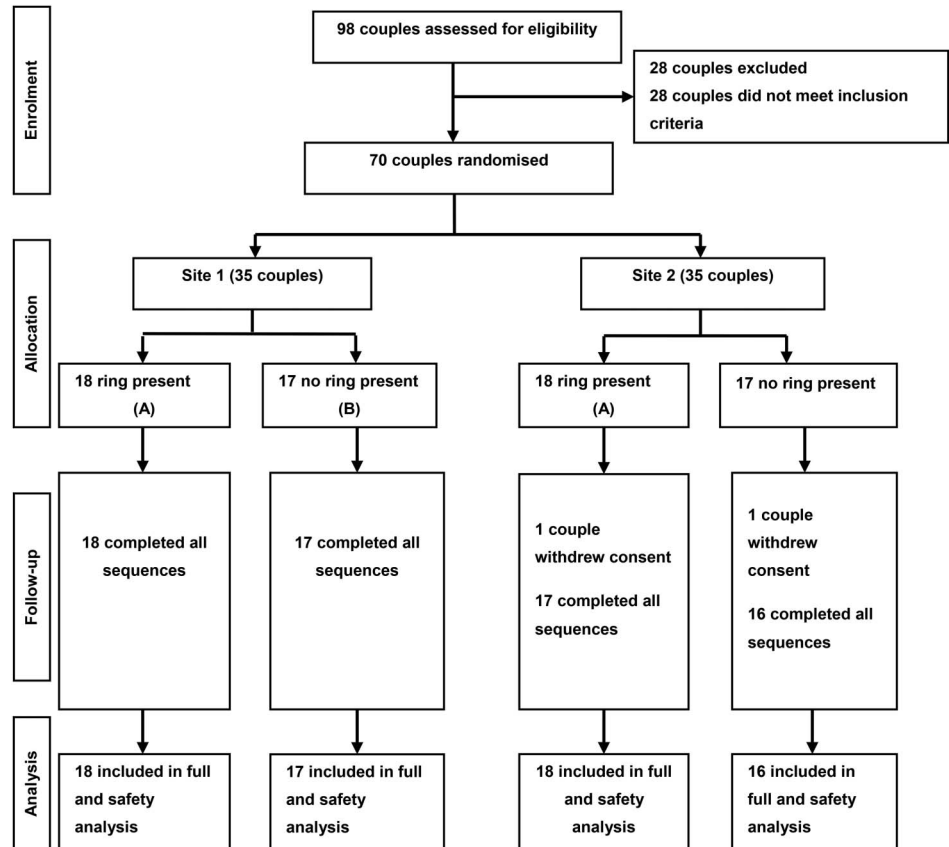 Enrolment
98 couples assessed for eligibility
28 couples excluded
28 couples did not meet inclusion
criteria
70 couples randomised
Allocation
Site 1 (35 couples)
Site 2 (35 couples)
18 ring present
(A)
17 no ring present
(B)
18 ring present
(A)
17 no ring present
Follow-up
18 completed all
sequences
17 completed all
sequences
1 couple
withdrew consent
17 completed all
sequences
1 couple
withdrew
consent
16 completed all
sequences
Analysis
18 included in full
and safety
analysis
17 included in full
and safety
analysis
18 included in full
and safety
analysis
16 included in
full and safety
analysis